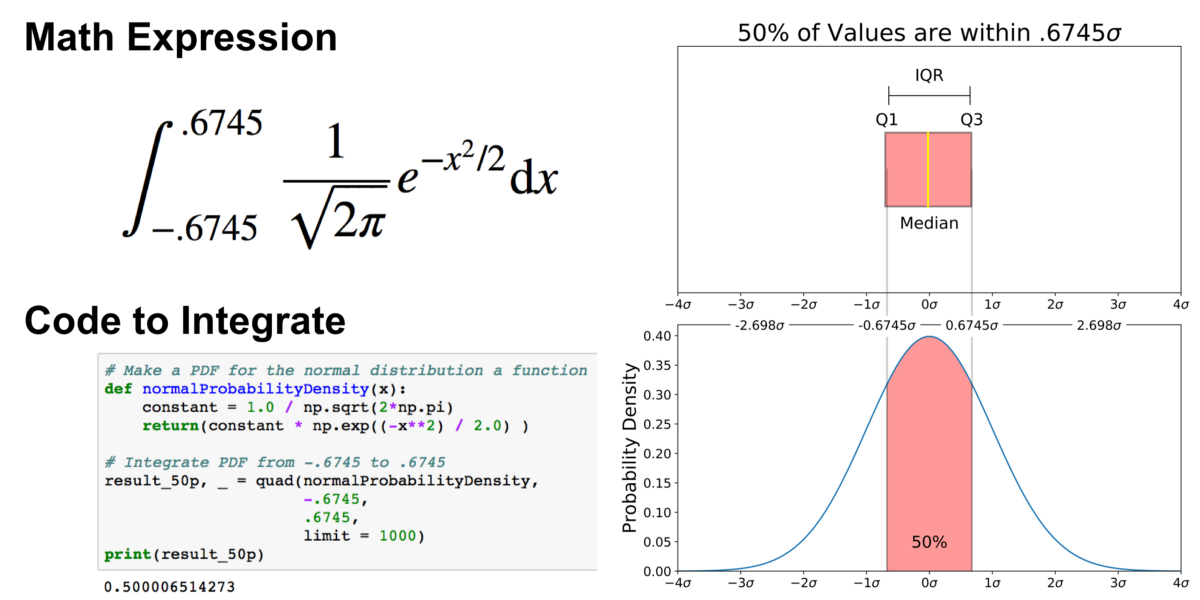 Math Expression
∫ .6745 −.6745 1 √2π e −x²/2 dx
Code to Integrate
# Make a PDF for the normal distribution a function
def normalProbabilityDensity(x):
    constant = 1.0 / np.sqrt(2*np.pi)
    return(constant * np.exp((-x**2) / 2.0) )
# Integrate PDF from -.6745 to .6745
result_50p, _ = quad(normalProbabilityDensity,
                     -.6745,
                     .6745,
                     limit = 1000)
print(result_50p)
0.500006514273
50% of Values are within .6745σ
IQR
Q1 Q3
Median
−4σ −3σ −2σ −1σ 0σ 1σ 2σ 3σ 4σ
-2.698σ -0.6745σ 0.6745σ 2.698σ
Probability Density
0.40
0.35
0.30
0.25
0.20
0.15
0.10
0.05
0.00
50%
−4σ −3σ −2σ −1σ 0σ 1σ 2σ 3σ 4σ